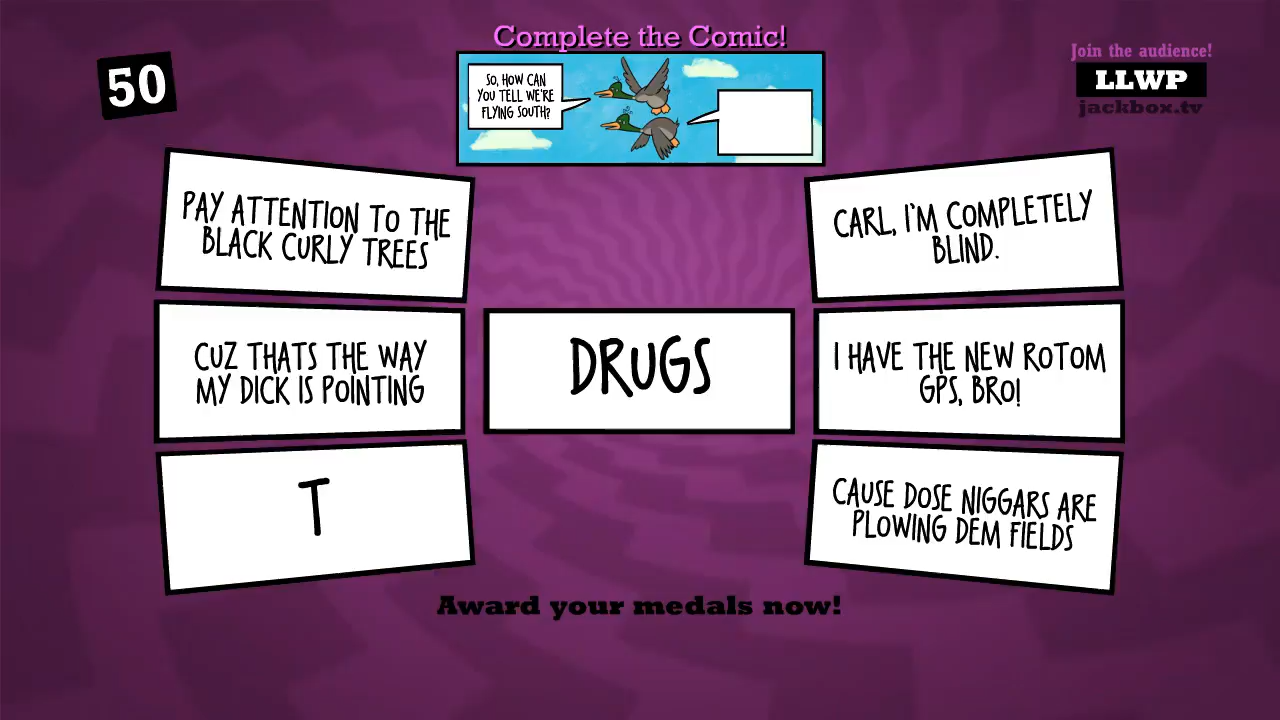 Complete the Comic!
50
SO, HOW CAN
YOU TELL WE'RE
FLYING SOUTH?
Join the audience!
LLWP
jackbox.tv
PAY ATTENTION TO THE
BLACK CURLY TREES
CARL, I'M COMPLETELY
BLIND.
CUZ THATS THE WAY
MY DICK IS POINTING
DRUGS
I HAVE THE NEW ROTOM
GPS, BRO!
T
CAUSE DOSE NIGGARS ARE
PLOWING DEM FIELDS
Award your medals now!